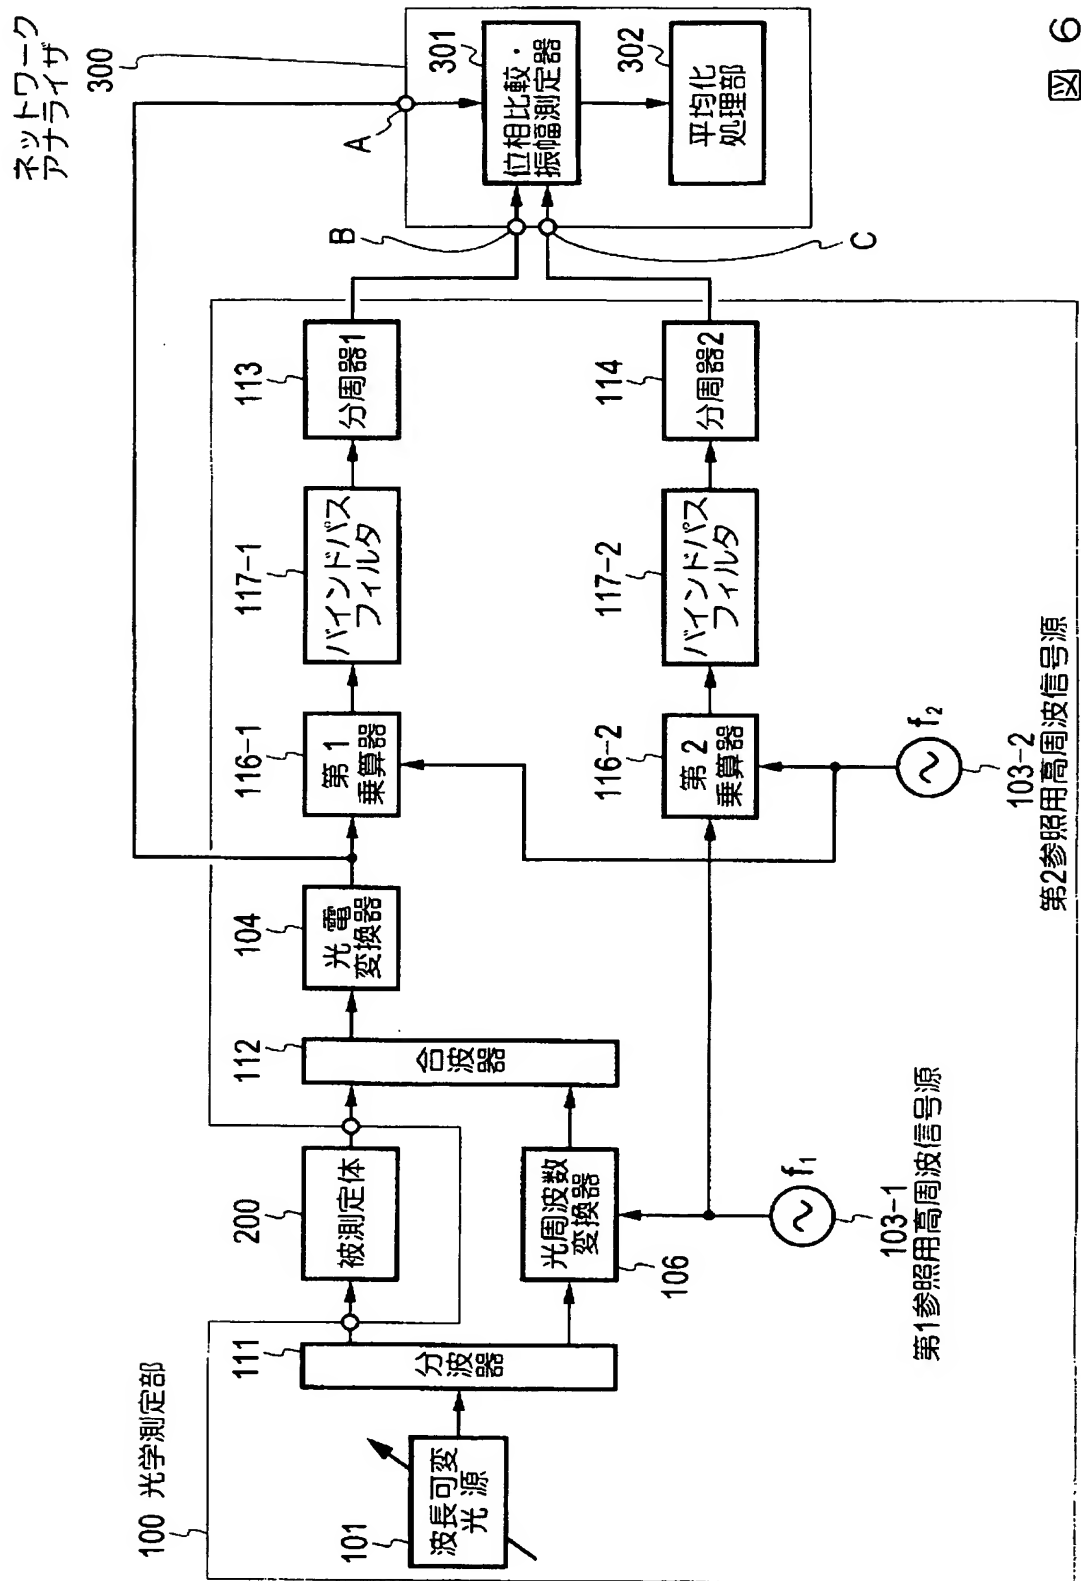 100 光学測定部
101
波長可変
光 源
111
分波器
200
被測定体
106
光周波数
変換器
112
合波器
104
光 電
変換器
116-1
第 1
乗算器
117-1
バインドパス
フィルタ
113
分周器1
116-2
第 2
乗算器
117-2
バインドパス
フィルタ
114
分周器2
f₁
103-1
第1参照用高周波信号源
f₂
103-2
第2参照用高周波信号源
ネットワーク
アナライザ
300
A
B
C
301
位相比較・
振幅測定器
302
平均化
処理部
図 6